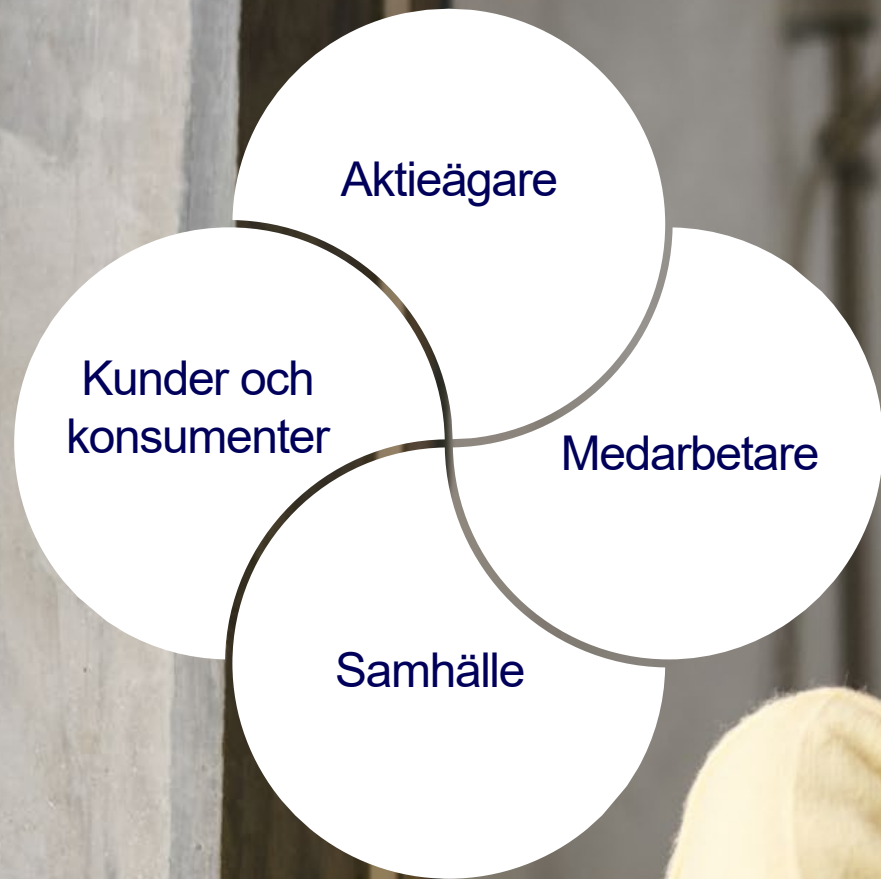 Aktieägare
Kunder och
konsumenter
Medarbetare
Samhälle